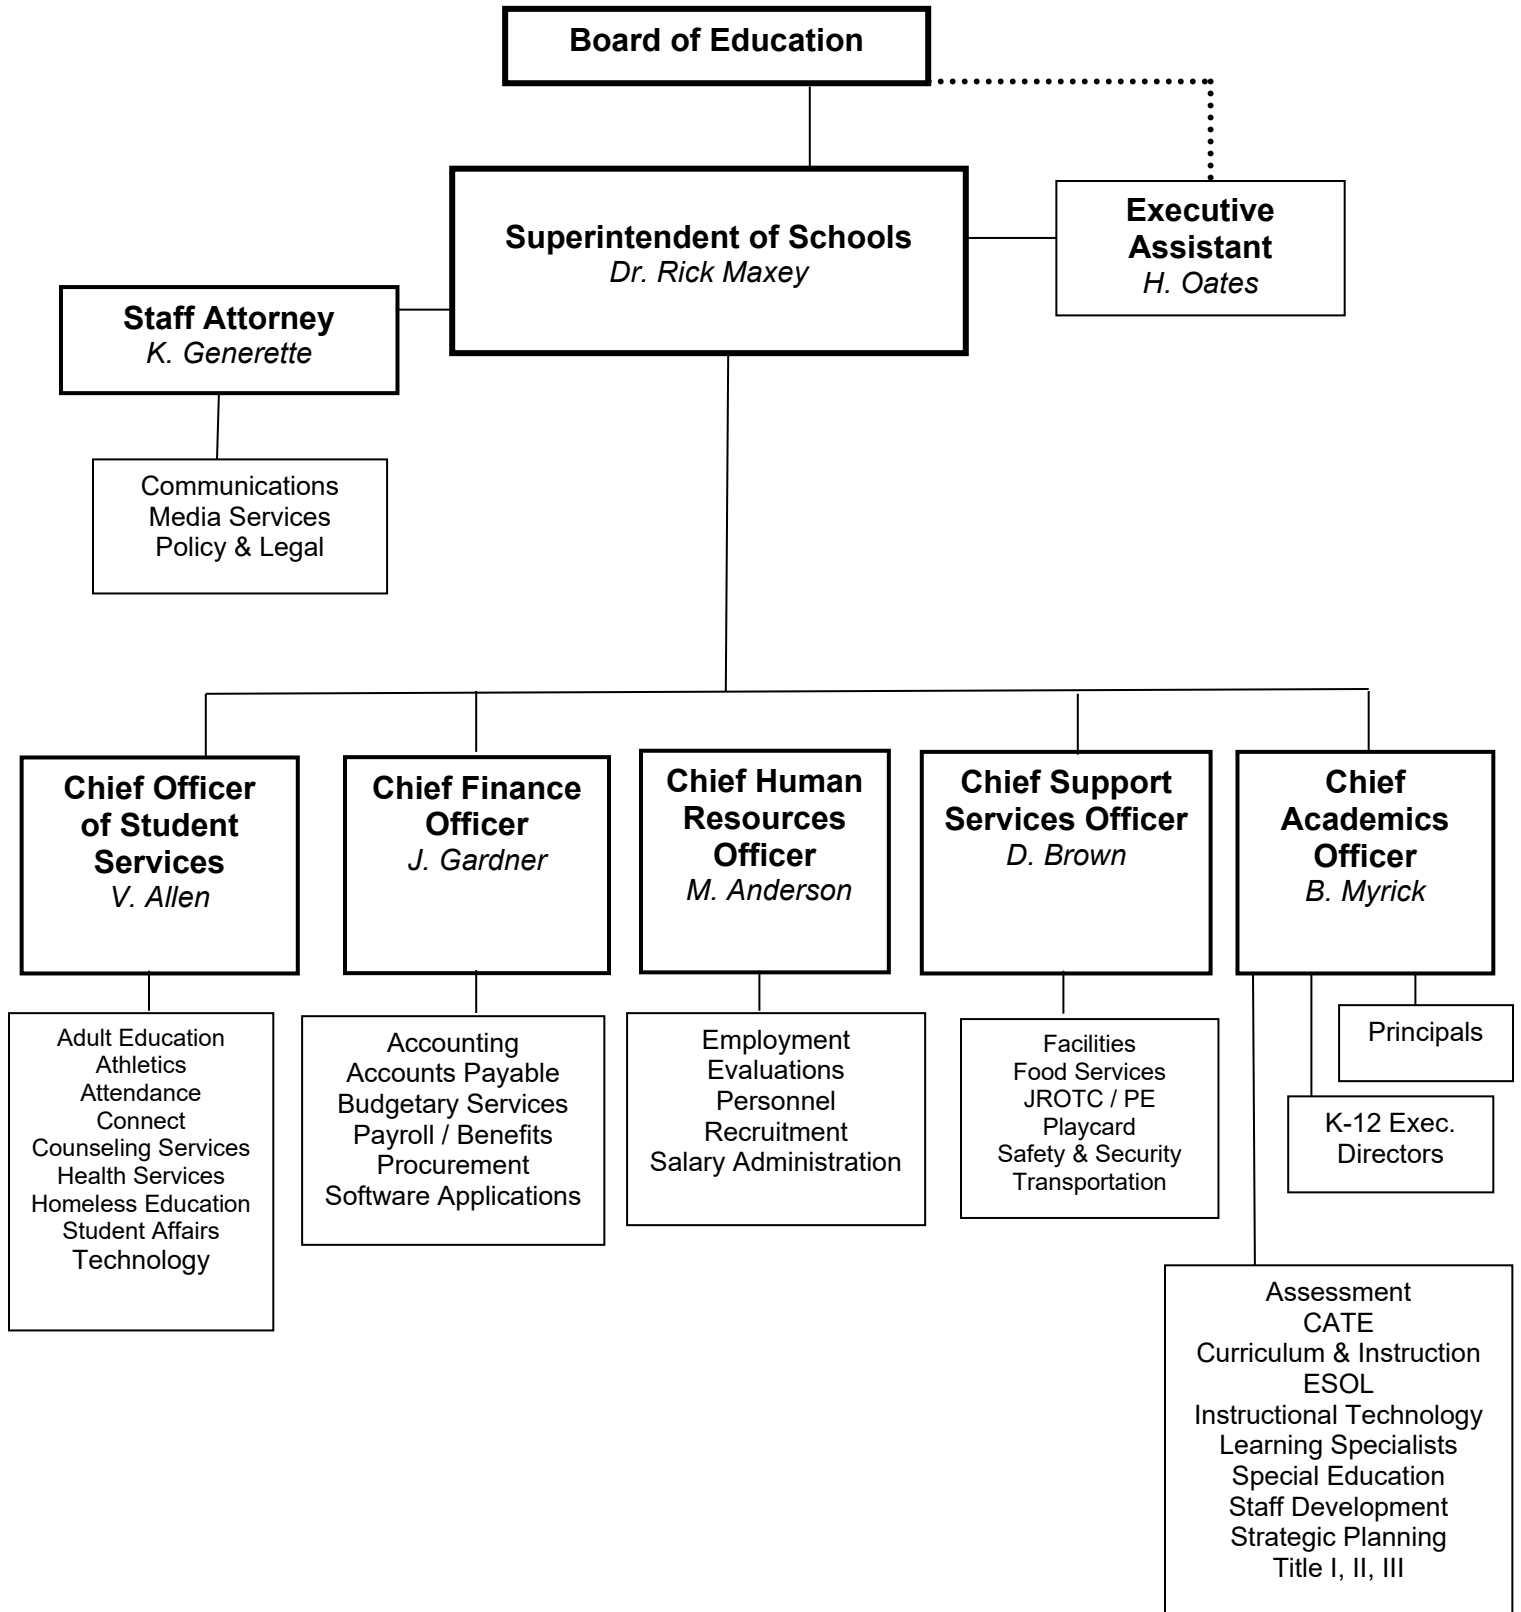 Board of Education
Superintendent of Schools
Dr. Rick Maxey
Executive
Assistant
H. Oates
Staff Attorney
K. Generette
Communications
Media Services
Policy & Legal
Chief Officer
of Student
Services
V. Allen
Chief Finance
Officer
J. Gardner
Chief Human
Resources
Officer
M. Anderson
Chief Support
Services Officer
D. Brown
Chief
Academics
Officer
B. Myrick
Adult Education
Athletics
Attendance
Connect
Counseling Services
Health Services
Homeless Education
Student Affairs
Technology
Accounting
Accounts Payable
Budgetary Services
Payroll / Benefits
Procurement
Software Applications
Employment
Evaluations
Personnel
Recruitment
Salary Administration
Facilities
Food Services
JROTC / PE
Playcard
Safety & Security
Transportation
Principals
K-12 Exec.
Directors
Assessment
CATE
Curriculum & Instruction
ESOL
Instructional Technology
Learning Specialists
Special Education
Staff Development
Strategic Planning
Title I, II, III